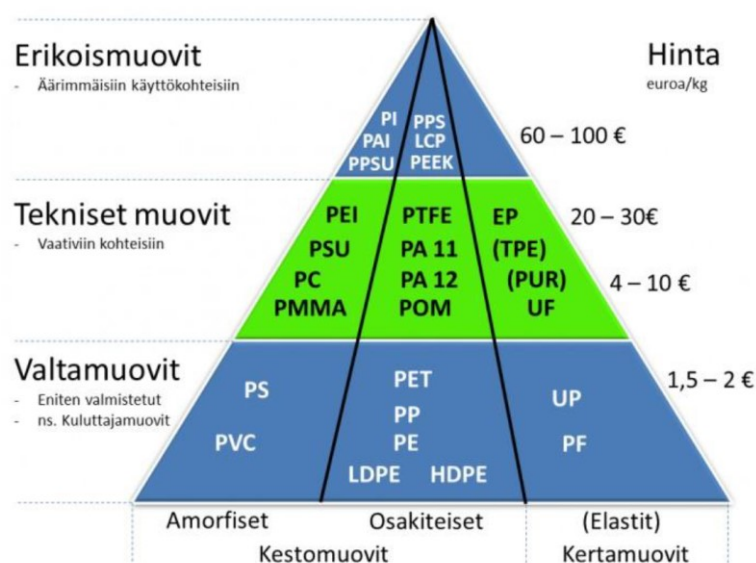 Erikoismuovit
- Äärimmäisiin käyttökohteisiin
Hinta
euroa/kg
PI
PAI
PPSU
PPS
LCP
PEEK
60 – 100 €
Tekniset muovit
- Vaativiin kohteisiin
PEI
PSU
PC
PMMA
PTFE
PA 11
PA 12
POM
EP
(TPE)
(PUR)
UF
20 – 30€
4 – 10 €
Valtamuovit
- Eniten valmistetut
- ns. Kuluttajamuovit
PS
PVC
PET
PP
PE
LDPE HDPE
UP
PF
1,5 – 2 €
Amorfiset
Osakiteiset
(Elastit)
Kestomuovit
Kertamuovit